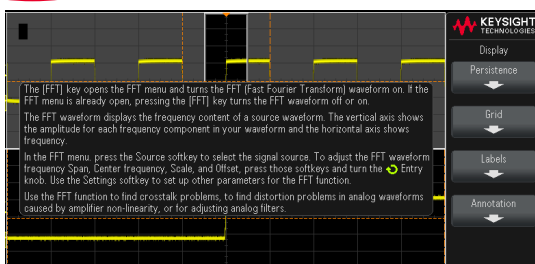 KEYSIGHT
TECHNOLOGIES
Display
Persistence
Grid
Labels
Annotation
The [FFT] key opens the FFT menu and turns the FFT (Fast Fourier Transform) waveform on. If the
FFT menu is already open, pressing the [FFT] key turns the FFT waveform off or on.
The FFT waveform displays the frequency content of a source waveform. The vertical axis shows
the amplitude for each frequency component in your waveform and the horizontal axis shows
frequency.
In the FFT menu. press the Source softkey to select the signal source. To adjust the FFT waveform
frequency Span, Center frequency, Scale, and Offset, press those softkeys and turn the Entry
knob. Use the Settings softkey to set up other parameters for the FFT function.
Use the FFT function to find crosstalk problems, to find distortion problems in analog waveforms
caused by amplifier non-linearity, or for adjusting analog filters.